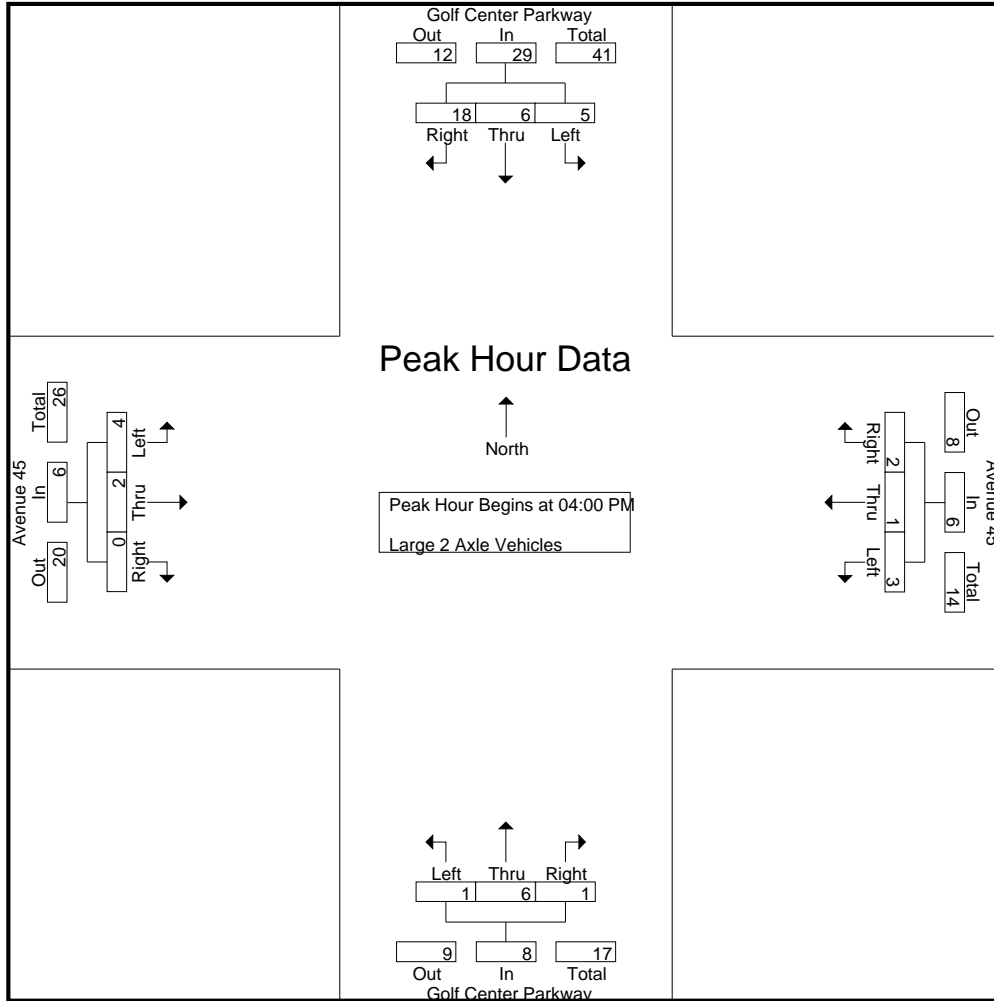 Golf Center Parkway
Out In Total
12 29 41
18 6 5
Right Thru Left
Peak Hour Data
North
Peak Hour Begins at 04:00 PM
Large 2 Axle Vehicles
Avenue 45
Out In Total
20 6 26
Left Thru Right
4 2 0
Right Thru Left
2 1 3
Out In Total
8 6 14
Avenue 45
Left Thru Right
1 6 1
9 8 17
Out In Total
Golf Center Parkway